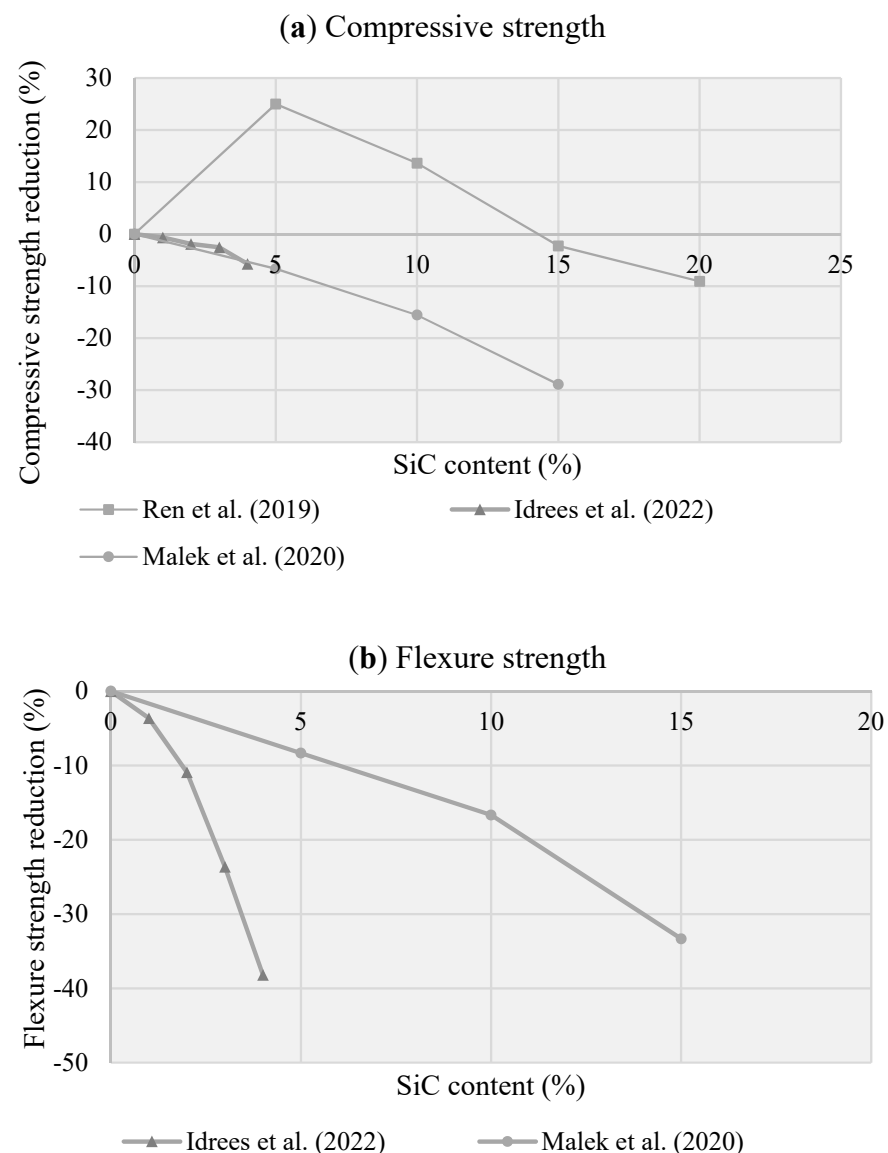 (a) Compressive strength
Compressive strength reduction (%)
30
20
10
0
-10
-20
-30
-40
0 5 10 15 20 25
SiC content (%)
Ren et al. (2019) Idrees et al. (2022)
Malek et al. (2020)
(b) Flexure strength
Flexure strength reduction (%)
0
-10
-20
-30
-40
-50
0 5 10 15 20
SiC content (%)
Idrees et al. (2022) Malek et al. (2020)